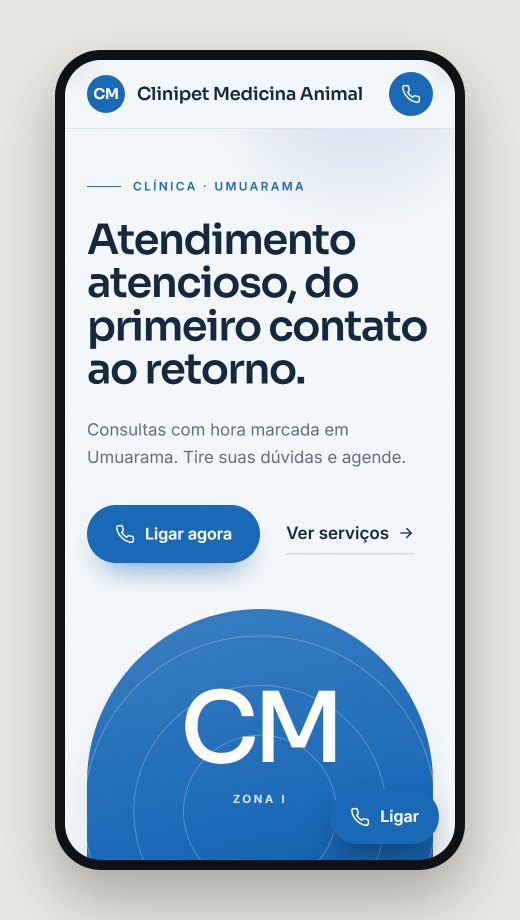 CM Clinipet Medicina Animal
CLÍNICA · UMUARAMA
Atendimento
atencioso, do
primeiro contato
ao retorno.
Consultas com hora marcada em
Umuarama. Tire suas dúvidas e agende.
Ligar agora
Ver serviços →
CM
ZONA I
Ligar